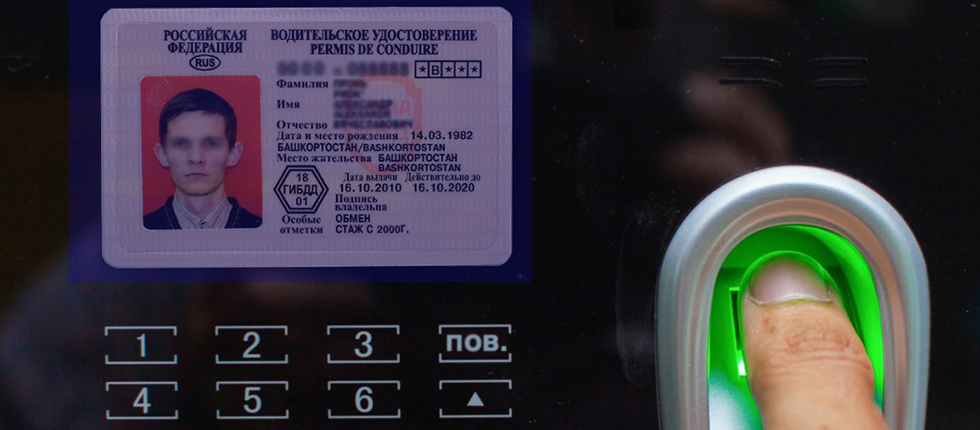 РОССИЙСКАЯ
ФЕДЕРАЦИЯ
RUS
ВОДИТЕЛЬСКОЕ УДОСТОВЕРЕНИЕ
PERMIS DE CONDUIRE
*B****
Фамилия
Имя
Отчество
Дата и место рождения 14.03.1982
БАШКОРТОСТАН/BASHKORTOSTAN
Место жительства БАШКОРТОСТАН
BASHKORTOSTAN
18
ГИБДД
01
Дата выдачи Действительно до
16.10.2010 16.10.2020
Подпись
владельца
Особые
отметки
ОБМЕН
СТАЖ С 2000Г.
1 2 3 ПОВ.
4 5 6 ▲